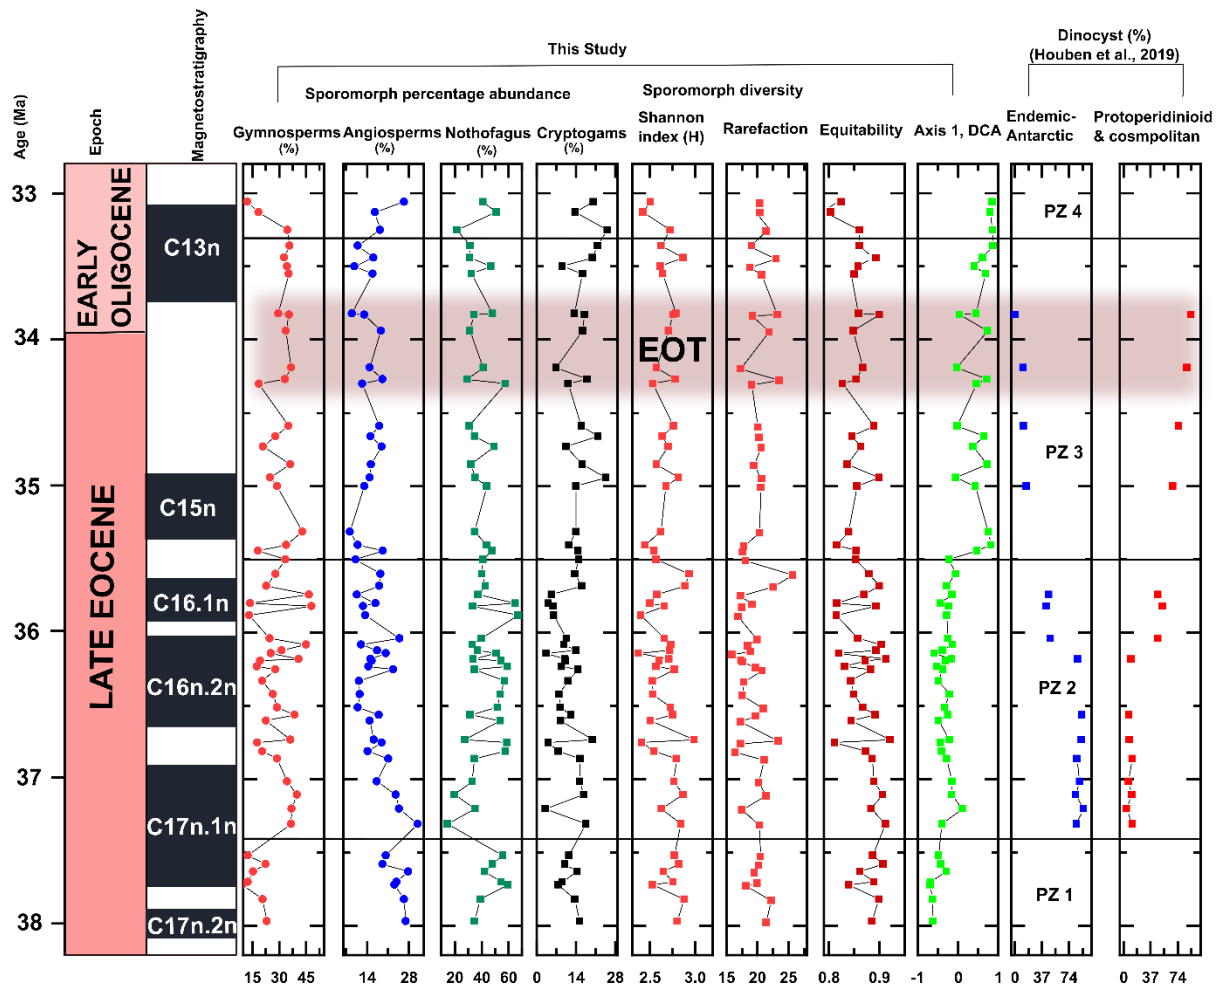 This Study
Dinocyst (%)
(Houben et al., 2019)
Sporomorph percentage abundance
Sporomorph diversity
Age (Ma)
Epoch
Magnetostratigraphy
Gymnosperms
(%)
Angiosperms
(%)
Nothofagus
(%)
Cryptogams
(%)
Shannon
index (H)
Rarefaction
Equitability
Axis 1, DCA
Endemic-
Antarctic
Protoperidinioid
& cosmpolitan
33
34
35
36
37
38
EARLY
OLIGOCENE
LATE EOCENE
C13n
C15n
C16.1n
C16n.2n
C17n.1n
C17n.2n
EOT
PZ 4
PZ 3
PZ 2
PZ 1
15 30 45
14 28
20 40 60
0 14 28
2.5 3.0
15 20 25
0.8 0.9
-1 0 1
0 37 74
0 37 74